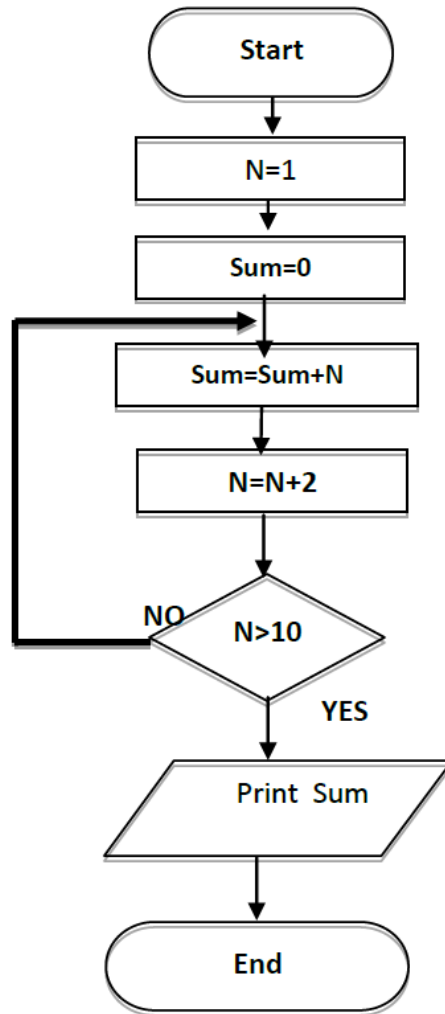 Start
N=1
Sum=0
Sum=Sum+N
N=N+2
NO
N>10
YES
Print Sum
End